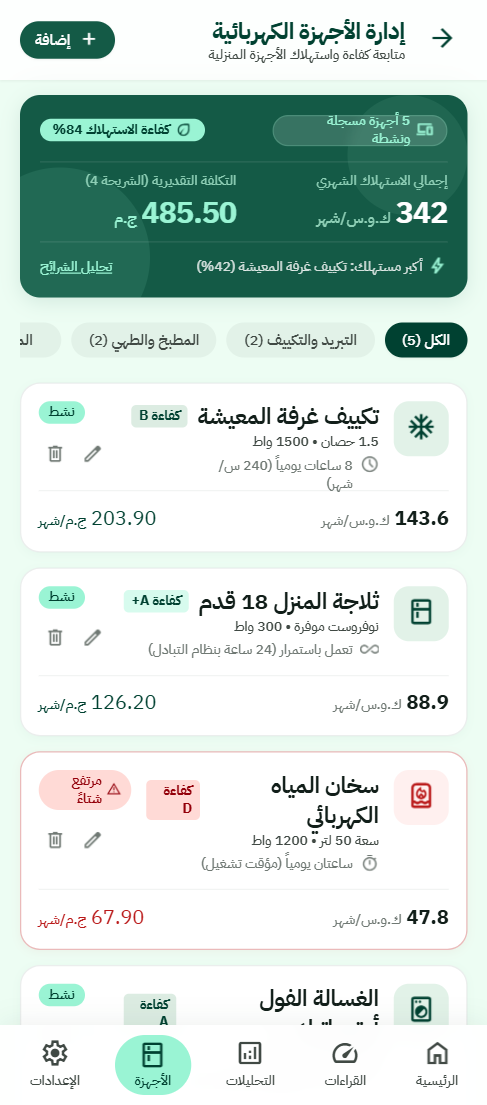 إدارة الأجهزة الكهربائية
متابعة كفاءة واستهلاك الأجهزة المنزلية
إضافة +
5 أجهزة مسجلة
ونشطة
كفاءة الاستهلاك 84%
إجمالي الاستهلاك الشهري
التكلفة التقديرية (الشريحة 4)
342 ك.و.س/شهر
485.50 ج.م
أكبر مستهلك: تكييف غرفة المعيشة (42%)
تحليل الشرائح
الكل (5)
التبريد والتكييف (2)
المطبخ والطهي (2)
تكييف غرفة المعيشة
كفاءة B
نشط
1.5 حصان • 1500 واط
8 ساعات يومياً (240 س/
شهر)
143.6 ك.و.س/شهر
203.90 ج.م/شهر
ثلاجة المنزل 18 قدم
كفاءة A+
نشط
نوفروست موفرة • 300 واط
تعمل باستمرار (24 ساعة بنظام التبادل)
88.9 ك.و.س/شهر
126.20 ج.م/شهر
سخان المياه
الكهربائي
كفاءة
D
مرتفع
شتاءً
سعة 50 لتر • 1200 واط
ساعتان يومياً (مؤقت تشغيل)
47.8 ك.و.س/شهر
67.90 ج.م/شهر
الغسالة الفول
كفاءة
A
نشط
الرئيسية
القراءات
التحليلات
الأجهزة
الإعدادات